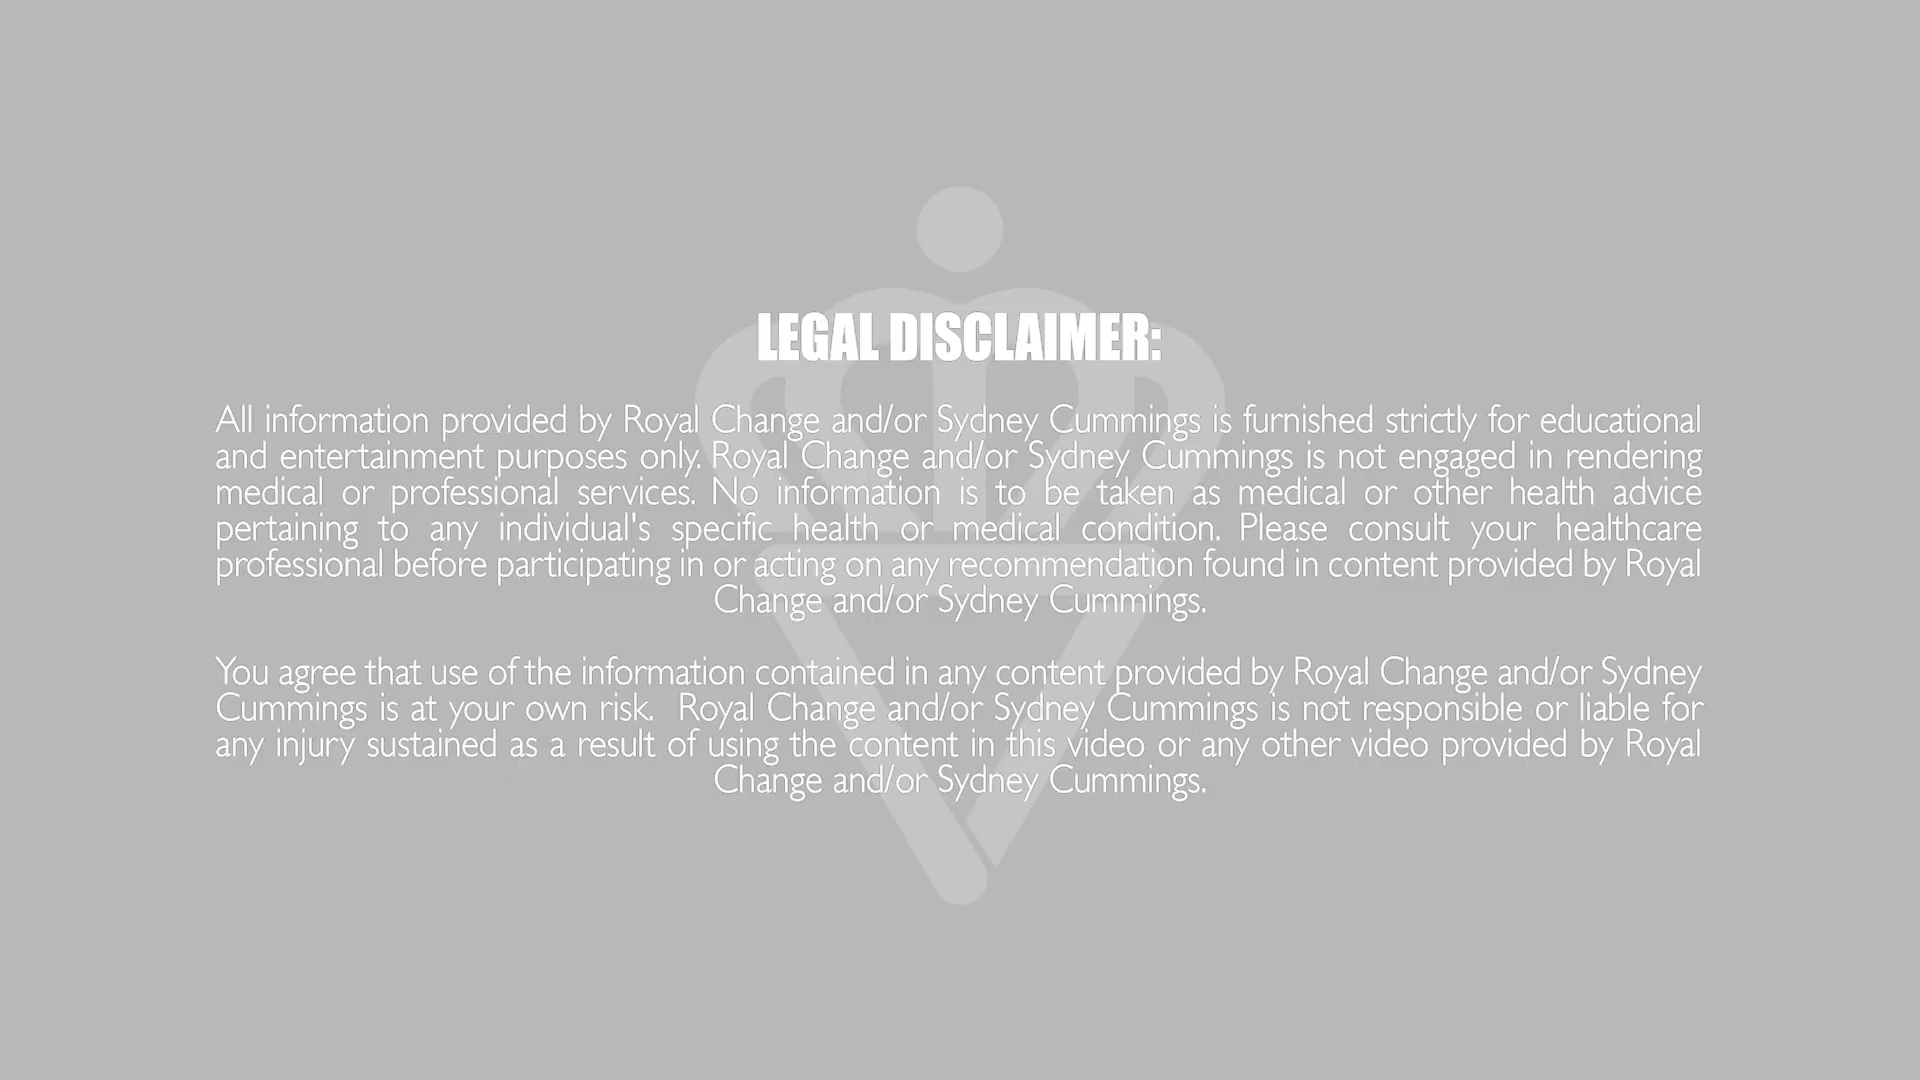 LEGAL DISCLAIMER:
All information provided by Royal Change and/or Sydney Cummings is furnished strictly for educational
and entertainment purposes only. Royal Change and/or Sydney Cummings is not engaged in rendering
medical or professional services. No information is to be taken as medical or other health advice
pertaining to any individual's specific health or medical condition. Please consult your healthcare
professional before participating in or acting on any recommendation found in content provided by Royal
Change and/or Sydney Cummings.
You agree that use of the information contained in any content provided by Royal Change and/or Sydney
Cummings is at your own risk.  Royal Change and/or Sydney Cummings is not responsible or liable for
any injury sustained as a result of using the content in this video or any other video provided by Royal
Change and/or Sydney Cummings.